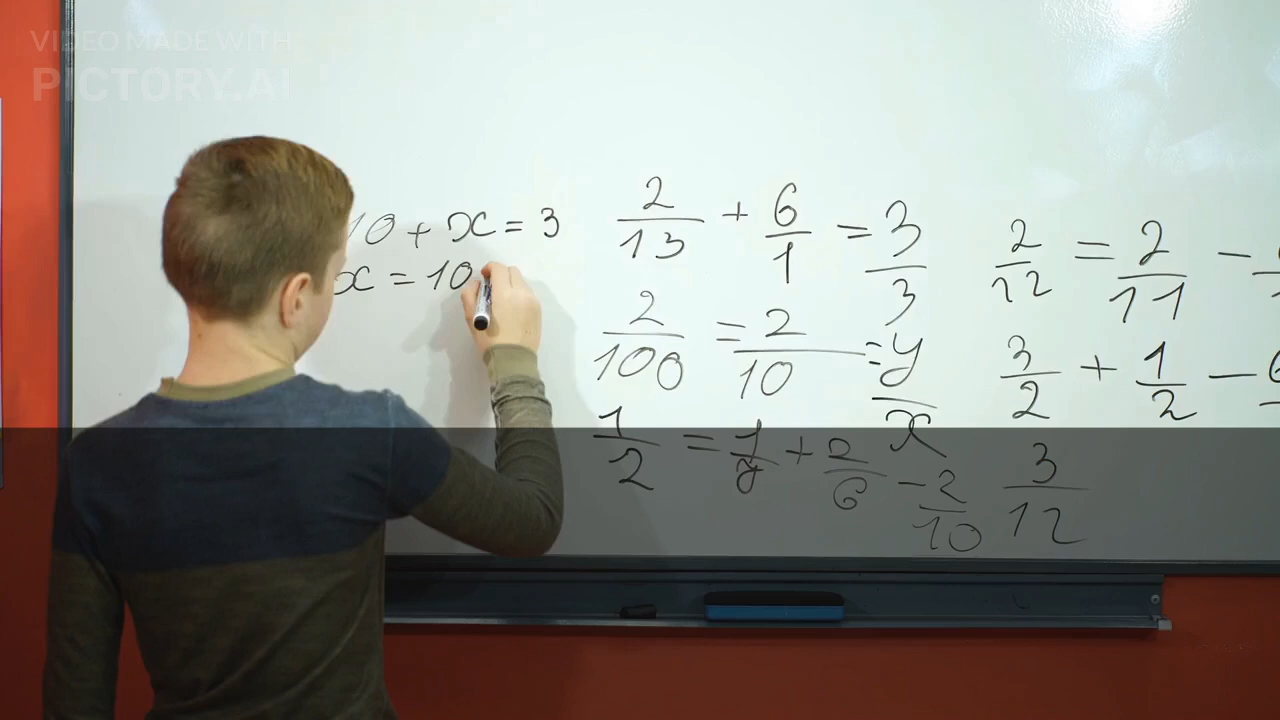 VIDEO MADE WITH
PICTORY.AI
10 + x = 3
x = 10
2/13 + 6/1 = 3/3
2/100 = 2/10 = y/x
1/2 = 1/8 + 2/6 - 2/10
2/12 = 2/11 -
3/2 + 1/2 -
3/12